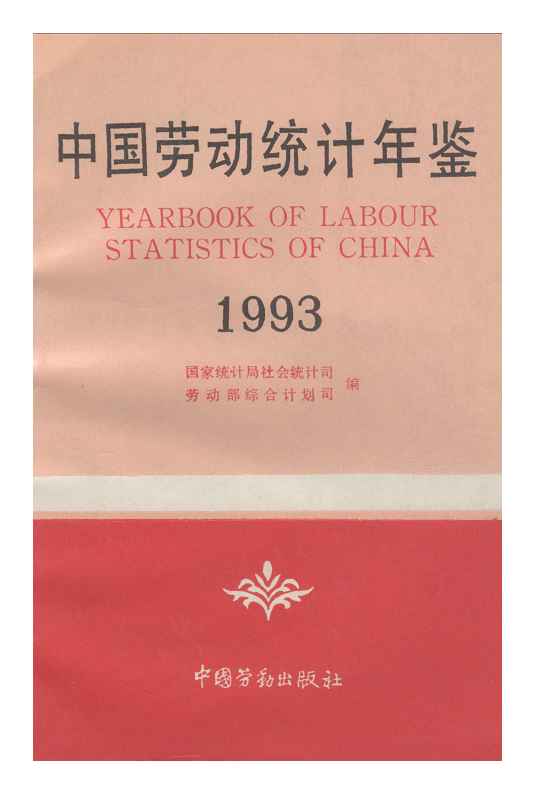 中国劳动统计年鉴
YEARBOOK OF LABOUR
STATISTICS OF CHINA
1993
国家统计局社会统计司
劳动部综合计划司
编
中國劳動出版社